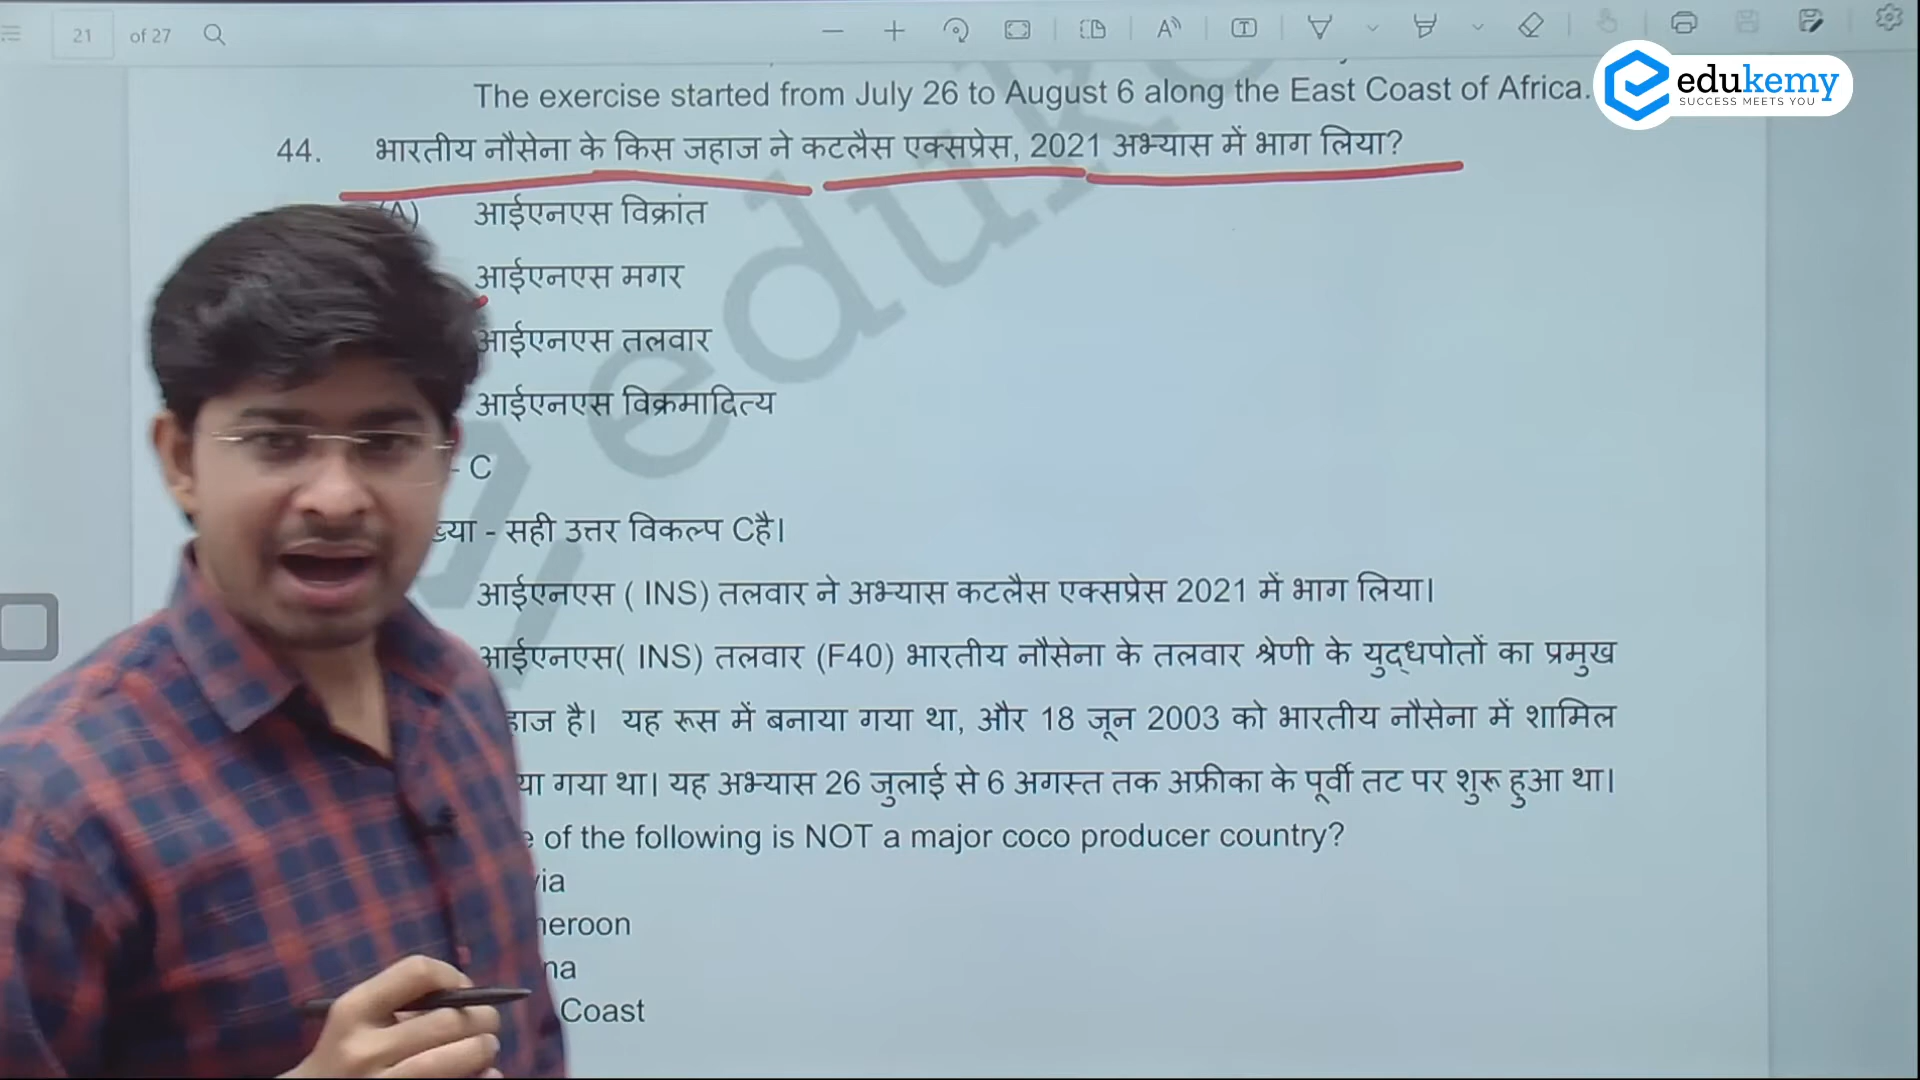 21 of 27
edukemy
SUCCESS MEETS YOU
The exercise started from July 26 to August 6 along the East Coast of Africa.
44. भारतीय नौसेना के किस जहाज ने कटलैस एक्सप्रेस, 2021 अभ्यास में भाग लिया?
(A) आईएनएस विक्रांत
आईएनएस मगर
आईएनएस तलवार
आईएनएस विक्रमादित्य
- C
- सही उत्तर विकल्प Cहै।
आईएनएस ( INS) तलवार ने अभ्यास कटलैस एक्सप्रेस 2021 में भाग लिया।
आईएनएस( INS) तलवार (F40) भारतीय नौसेना के तलवार श्रेणी के युद्धपोतों का प्रमुख
है। यह रूस में बनाया गया था, और 18 जून 2003 को भारतीय नौसेना में शामिल
गया था। यह अभ्यास 26 जुलाई से 6 अगस्त तक अफ्रीका के पूर्वी तट पर शुरू हुआ था।
of the following is NOT a major coco producer country?
Coast